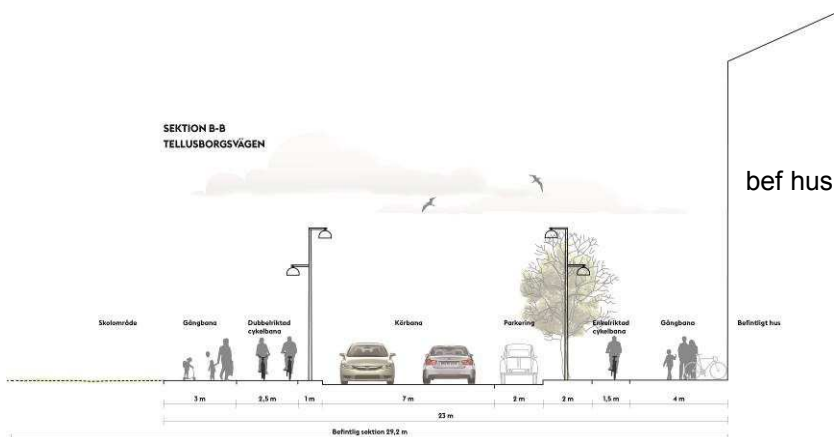 SEKTION B-B
TELLUSBORGSVÄGEN
bef hus
Skolområde
Gångbana
Dubbelriktad
cykelbana
Körbana
Parkering
Enkelriktad
cykelbana
Gångbana
Befintligt hus
3 m
2,5 m
1 m
7 m
2 m
2 m
1,5 m
4 m
23 m
Befintlig sektion 29,2 m